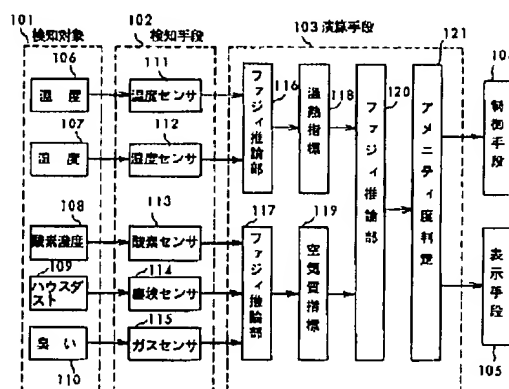 101
検知対象
102
検知手段
103 演算手段
121
106
温度
111
温度センサ
107
湿度
112
湿度センサ
108
酸素濃度
113
酸素センサ
109
ハウスダスト
114
塵埃センサ
臭い
110
115
ガスセンサ
ファジィ推論部
116
温熱指標
118
ファジィ推論部
117
空気質指標
119
ファジィ推論部
120
アメニティ度判定
制御手段
表示手段
105